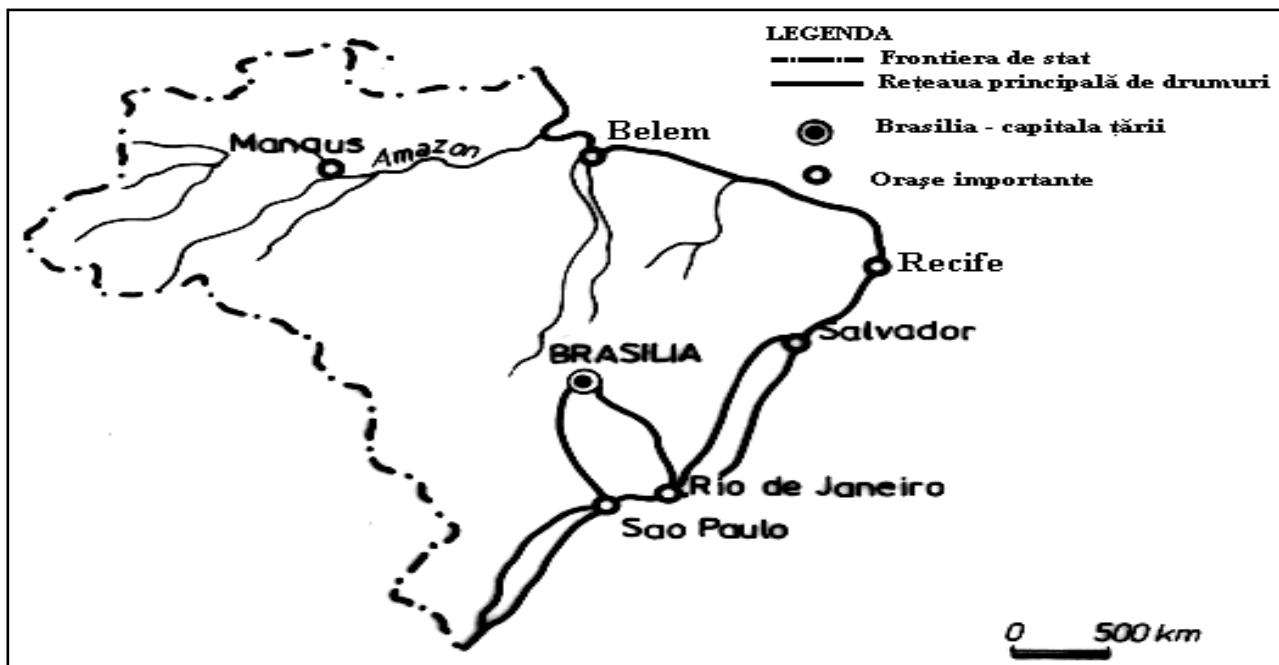 LEGENDA
Frontiera de stat
Rețeaua principală de drumuri
Brasilia - capitala țării
Orașe importante
Manaus
Amazon
Belem
Recife
Salvador
BRASILIA
Rio de Janeiro
Sao Paulo
0 500 km